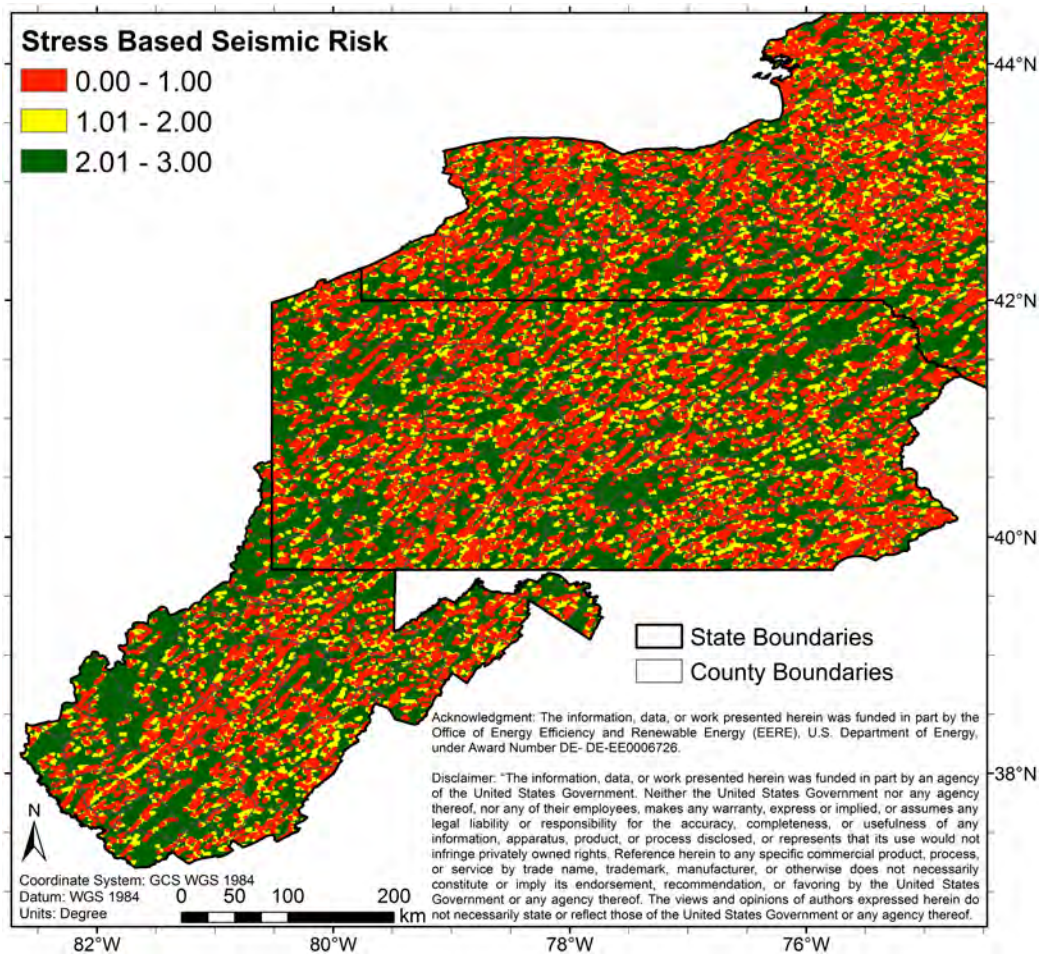 Stress Based Seismic Risk
0.00 - 1.00
1.01 - 2.00
2.01 - 3.00
44°N
42°N
40°N
State Boundaries
County Boundaries
Acknowledgment: The information, data, or work presented herein was funded in part by the
Office of Energy Efficiency and Renewable Energy (EERE), U.S. Department of Energy,
under Award Number DE- DE-EE0006726.
38°N
Disclaimer: "The information, data, or work presented herein was funded in part by an agency
of the United States Government. Neither the United States Government nor any agency
thereof, nor any of their employees, makes any warranty, express or implied, or assumes any
legal liability or responsibility for the accuracy, completeness, or usefulness of any
information, apparatus, product, or process disclosed, or represents that its use would not
infringe privately owned rights. Reference herein to any specific commercial product, process,
or service by trade name, trademark, manufacturer, or otherwise does not necessarily
constitute or imply its endorsement, recommendation, or favoring by the United States
Government or any agency thereof. The views and opinions of authors expressed herein do
not necessarily state or reflect those of the United States Government or any agency thereof.
N
Coordinate System: GCS WGS 1984
Datum: WGS 1984
Units: Degree
0 50 100 200
km
82°W 80°W 78°W 76°W